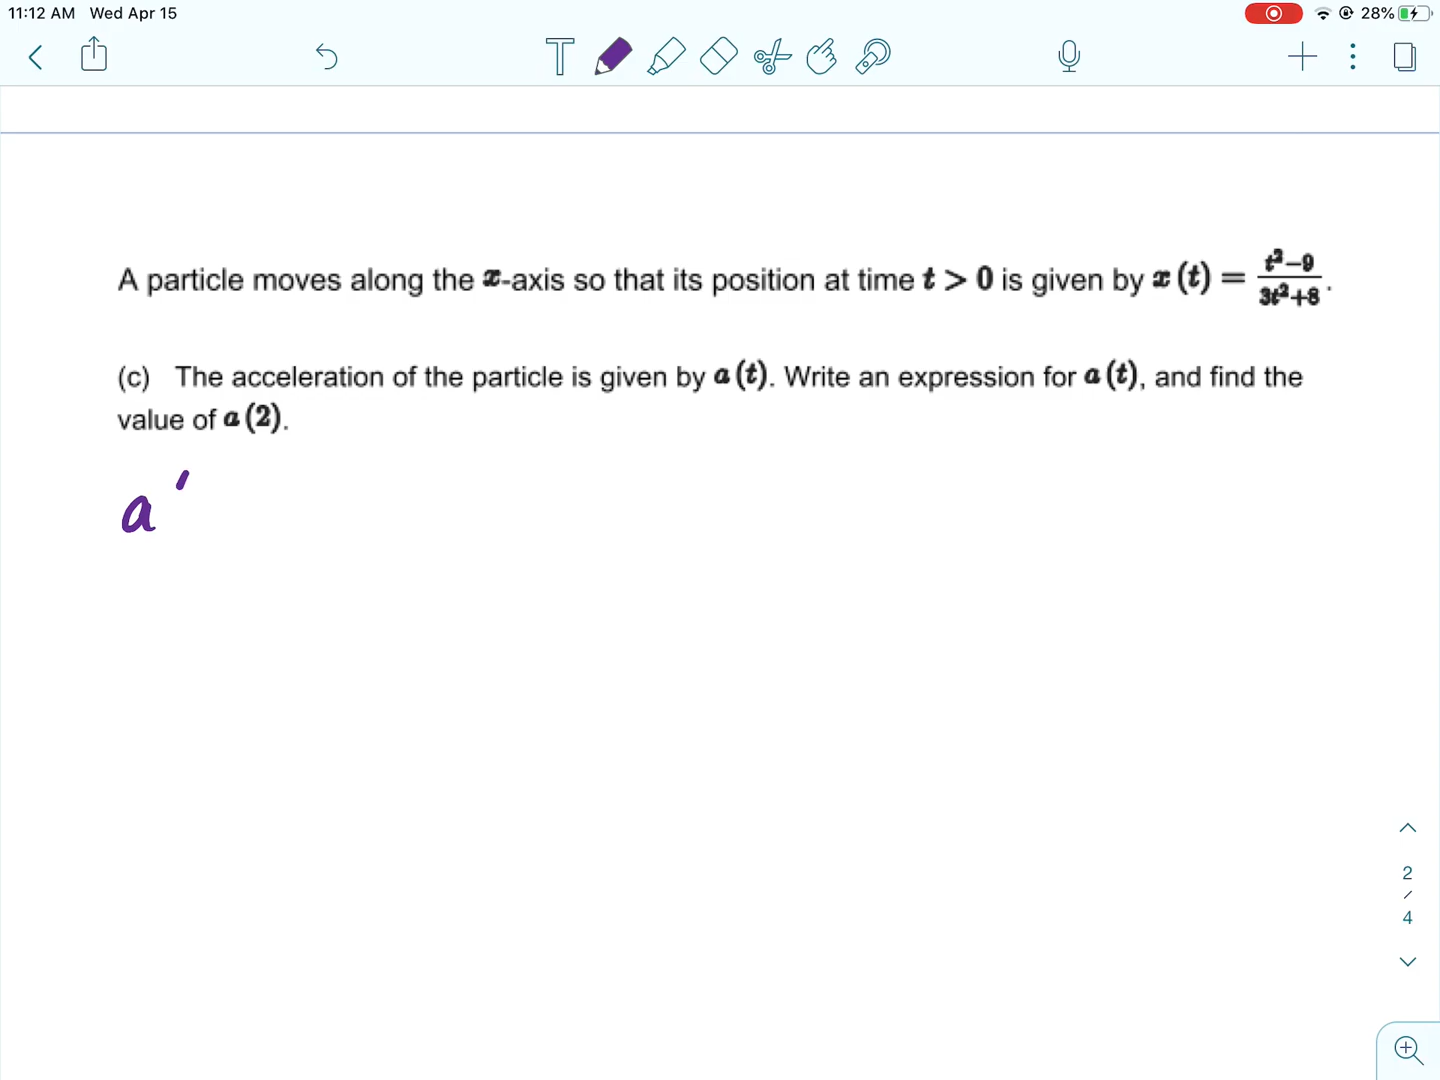 11:12 AM Wed Apr 15 28%
T
A particle moves along the x-axis so that its position at time t > 0 is given by x(t) = \frac{t²−9}{3t²+8}.
(c) The acceleration of the particle is given by a(t). Write an expression for a(t), and find the
value of a(2).
a'
2
/
4